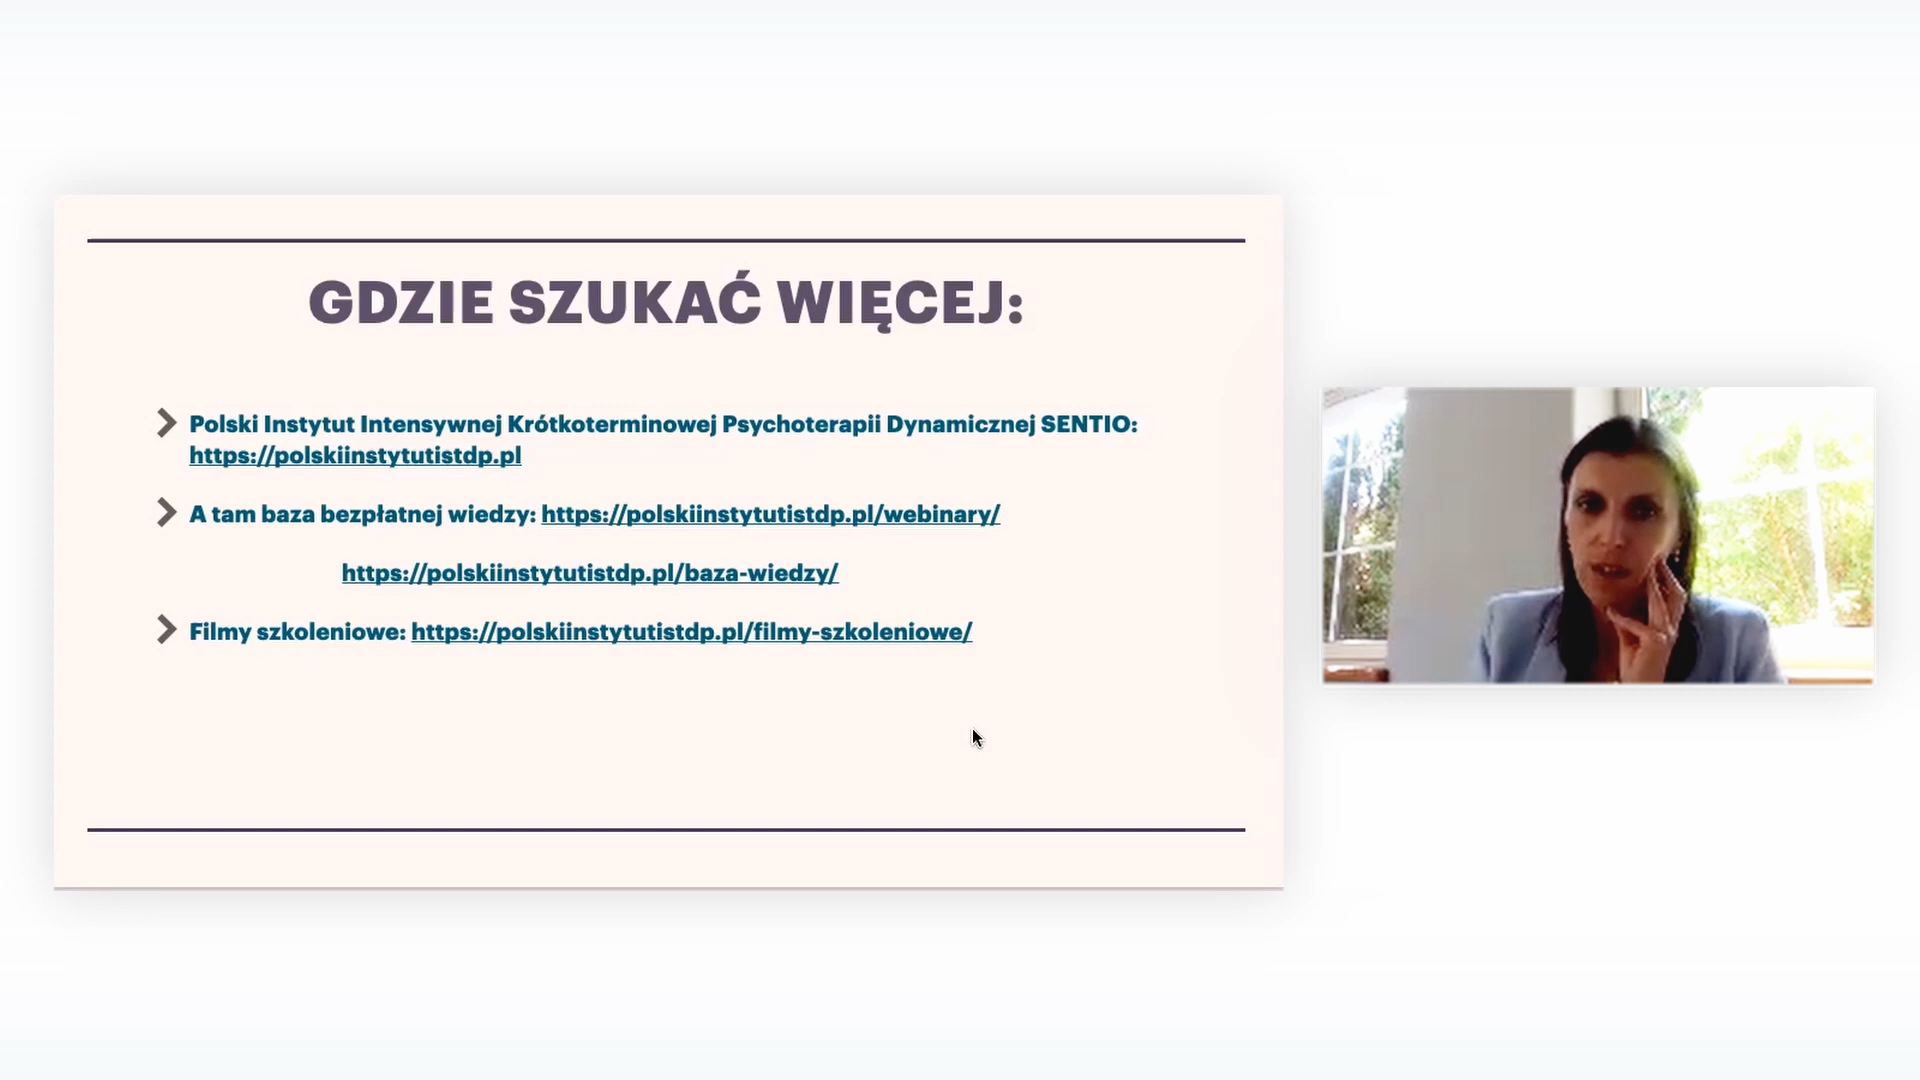 GDZIE SZUKAĆ WIĘCEJ:
Polski Instytut Intensywnej Krótkoterminowej Psychoterapii Dynamicznej SENTIO:
https://polskiinstytutistdp.pl
A tam baza bezpłatnej wiedzy: https://polskiinstytutistdp.pl/webinary/
https://polskiinstytutistdp.pl/baza-wiedzy/
Filmy szkoleniowe: https://polskiinstytutistdp.pl/filmy-szkoleniowe/